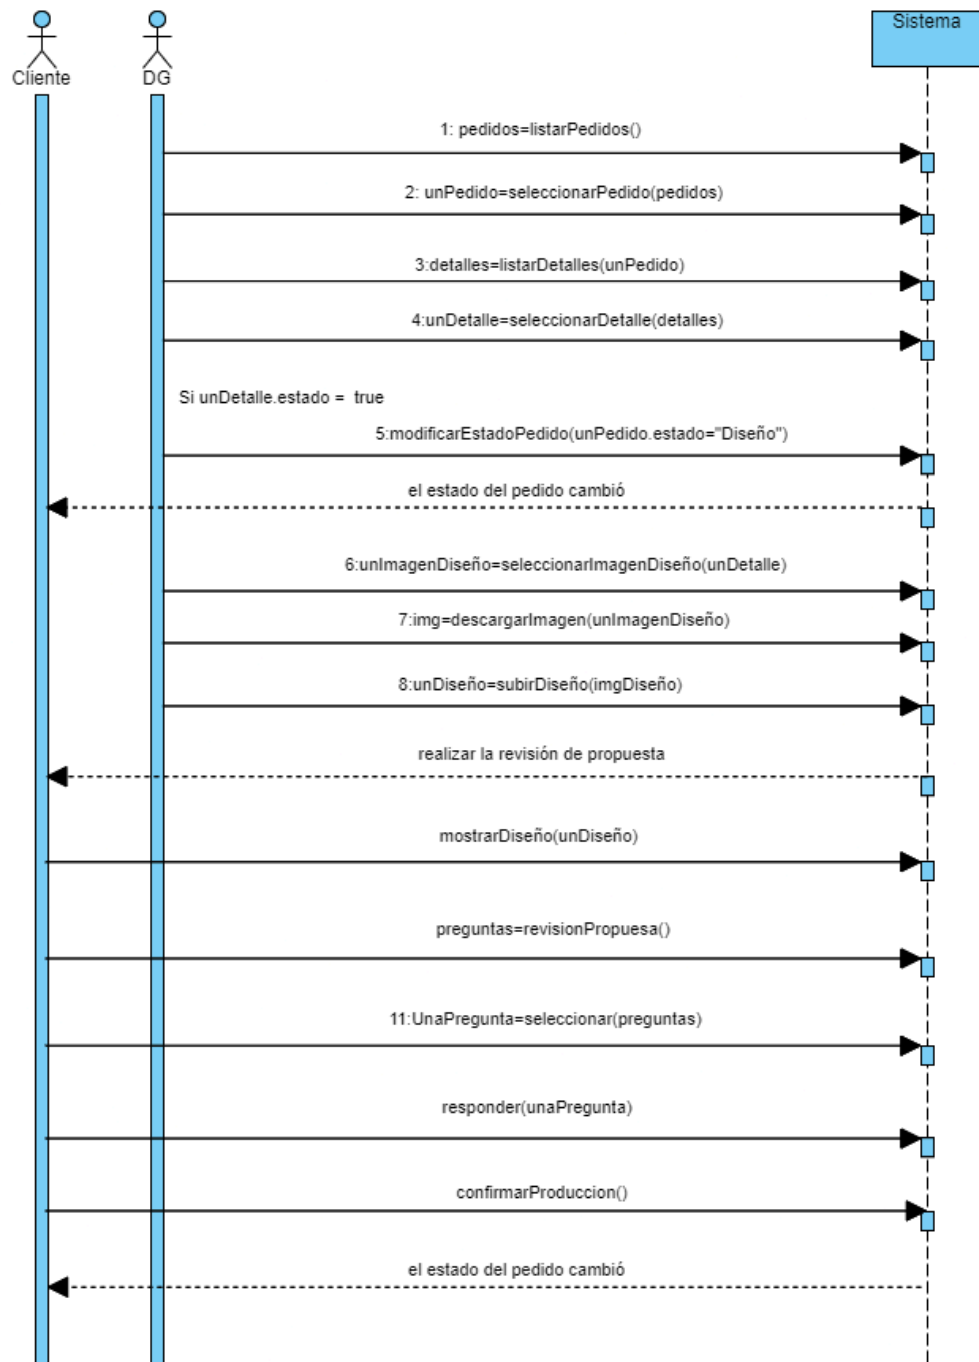 Cliente
DG
Sistema
1: pedidos=listarPedidos()
2: unPedido=seleccionarPedido(pedidos)
3:detalles=listarDetalles(unPedido)
4:unDetalle=seleccionarDetalle(detalles)
Si unDetalle.estado = true
5:modificarEstadoPedido(unPedido.estado="Diseño")
el estado del pedido cambió
6:unImagenDiseño=seleccionarImagenDiseño(unDetalle)
7:img=descargarImagen(unImagenDiseño)
8:unDiseño=subirDiseño(imgDiseño)
realizar la revisión de propuesta
mostrarDiseño(unDiseño)
preguntas=revisionPropuesa()
11:UnaPregunta=seleccionar(preguntas)
responder(unaPregunta)
confirmarProduccion()
el estado del pedido cambió